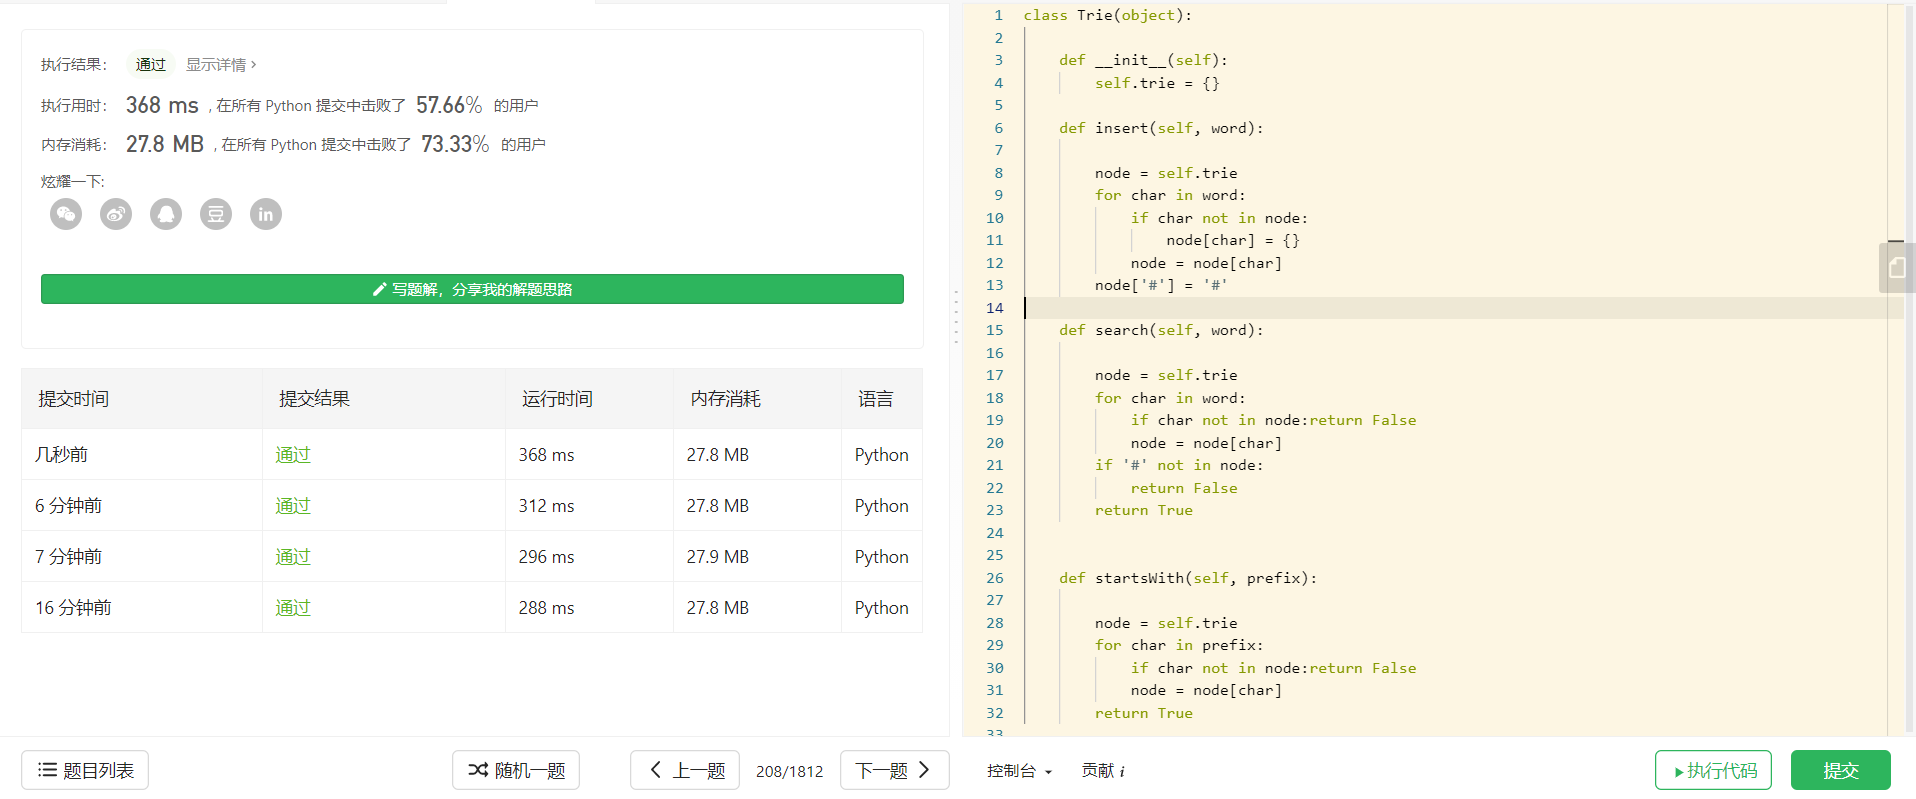 执行结果： 通过 显示详情 ›
执行用时： 368 ms , 在所有 Python 提交中击败了 57.66% 的用户
内存消耗： 27.8 MB , 在所有 Python 提交中击败了 73.33% 的用户
炫耀一下:
写题解，分享我的解题思路
提交时间 提交结果 运行时间 内存消耗 语言
几秒前 通过 368 ms 27.8 MB Python
6 分钟前 通过 312 ms 27.8 MB Python
7 分钟前 通过 296 ms 27.9 MB Python
16 分钟前 通过 288 ms 27.8 MB Python
1 class Trie(object):
2
3     def __init__(self):
4         self.trie = {}
5
6     def insert(self, word):
7
8         node = self.trie
9         for char in word:
10             if char not in node:
11                 node[char] = {}
12             node = node[char]
13         node['#'] = '#'
14
15     def search(self, word):
16
17         node = self.trie
18         for char in word:
19             if char not in node:return False
20             node = node[char]
21         if '#' not in node:
22             return False
23         return True
24
25
26     def startsWith(self, prefix):
27
28         node = self.trie
29         for char in prefix:
30             if char not in node:return False
31             node = node[char]
32         return True
33
题目列表 随机一题 上一题 208/1812 下一题 控制台 贡献 i 执行代码 提交